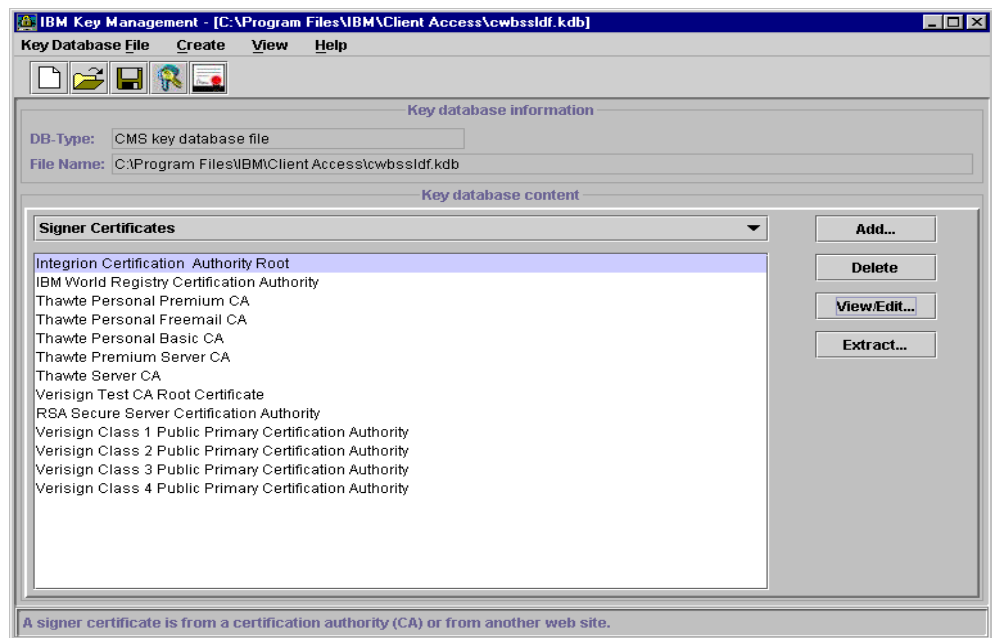 IBM Key Management - [C:\Program Files\IBM\Client Access\cwbssldf.kdb]
Key Database File Create View Help
Key database information
DB-Type: CMS key database file
File Name: C:\Program Files\IBM\Client Access\cwbssldf.kdb
Key database content
Signer Certificates
Add...
Integrion Certification Authority Root
Delete
IBM World Registry Certification Authority
Thawte Personal Premium CA
View/Edit...
Thawte Personal Freemail CA
Thawte Personal Basic CA
Extract...
Thawte Premium Server CA
Thawte Server CA
Verisign Test CA Root Certificate
RSA Secure Server Certification Authority
Verisign Class 1 Public Primary Certification Authority
Verisign Class 2 Public Primary Certification Authority
Verisign Class 3 Public Primary Certification Authority
Verisign Class 4 Public Primary Certification Authority
A signer certificate is from a certification authority (CA) or from another web site.